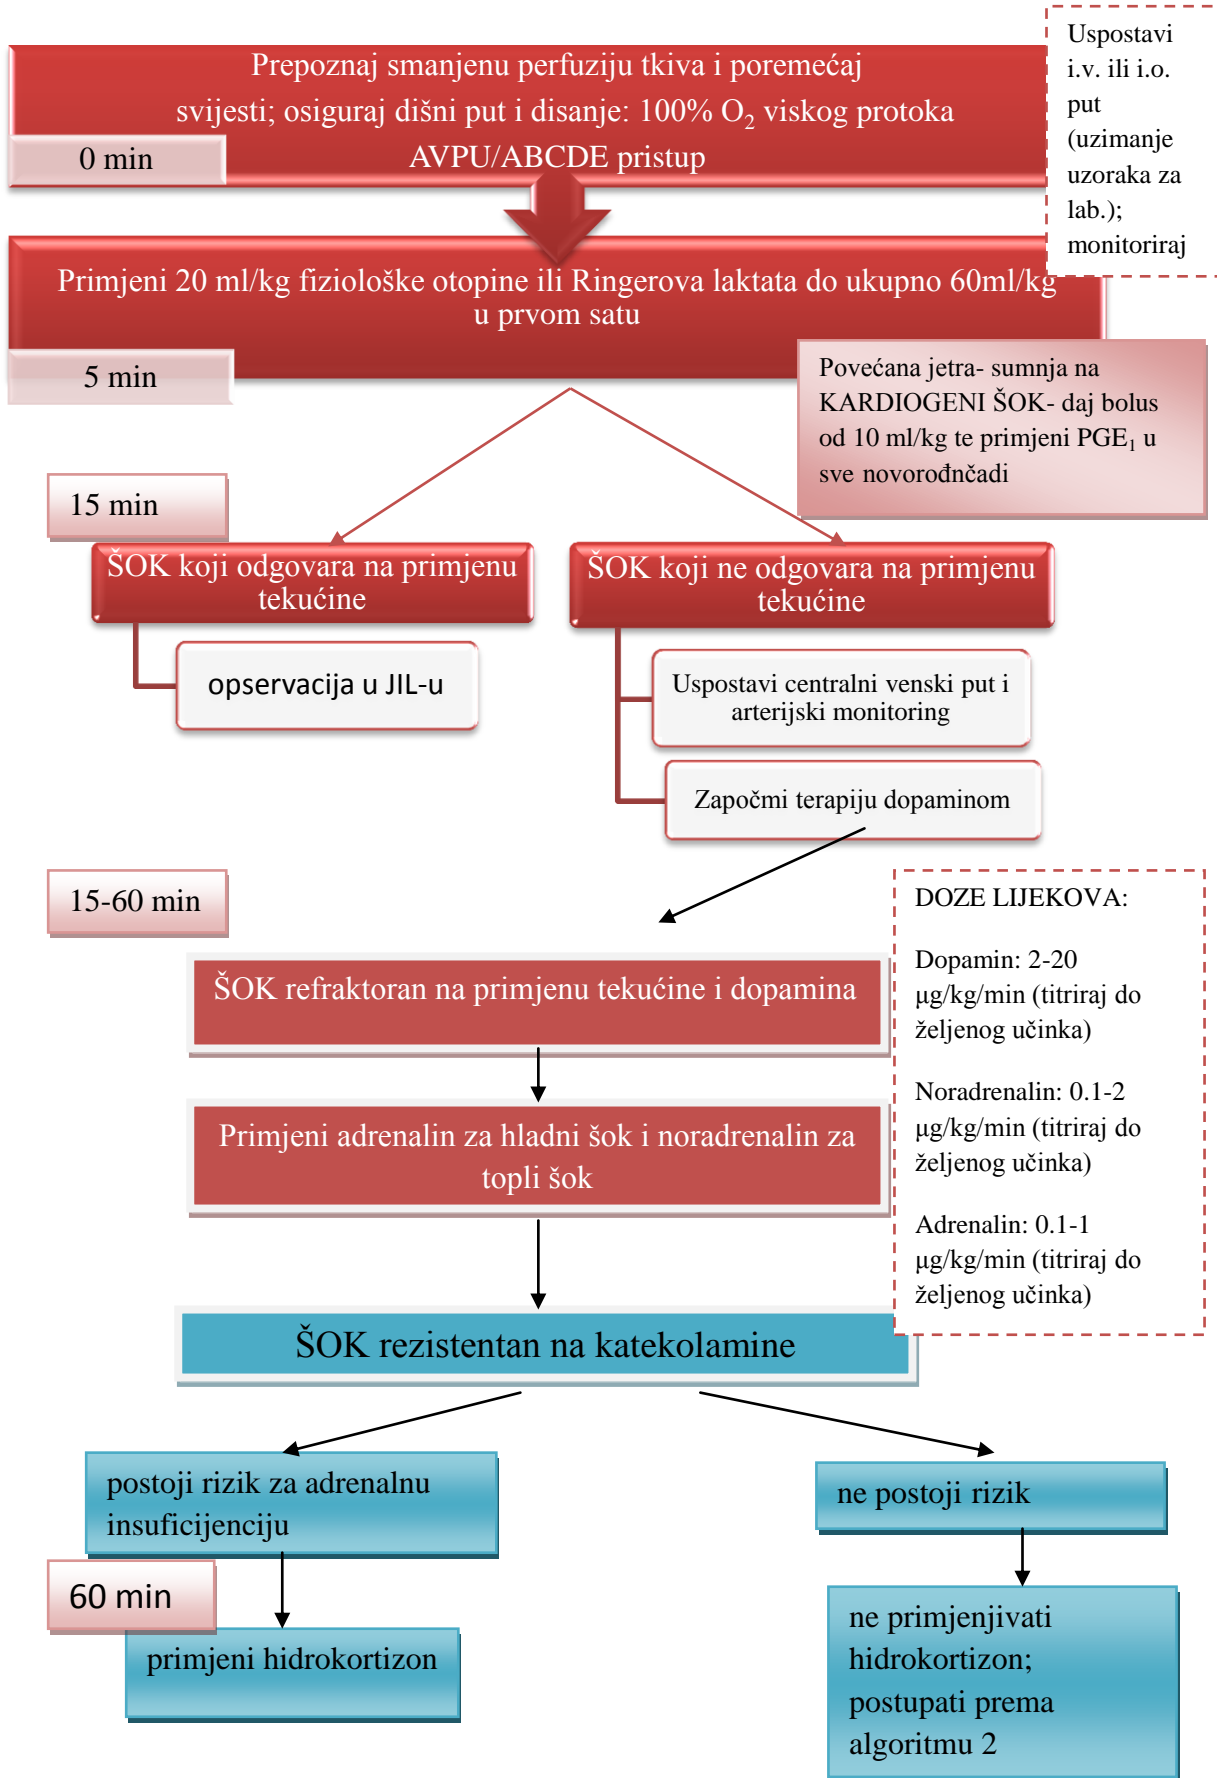 Prepoznaj smanjenu perfuziju tkiva i poremećaj
svijesti; osiguraj dišni put i disanje: 100% O₂ viskog protoka
AVPU/ABCDE pristup
0 min
Uspostavi
i.v. ili i.o.
put
(uzimanje
uzoraka za
lab.);
monitoriraj
Primjeni 20 ml/kg fiziološke otopine ili Ringerova laktata do ukupno 60ml/kg
u prvom satu
5 min
Povećana jetra- sumnja na
KARDIOGENI ŠOK- daj bolus
od 10 ml/kg te primjeni PGE₁ u
sve novorođnčadi
15 min
ŠOK koji odgovara na primjenu
tekućine
opservacija u JIL-u
ŠOK koji ne odgovara na primjenu
tekućine
Uspostavi centralni venski put i
arterijski monitoring
Započmi terapiju dopaminom
15-60 min
ŠOK refraktoran na primjenu tekućine i dopamina
Primjeni adrenalin za hladni šok i noradrenalin za
topli šok
DOZE LIJEKOVA:
Dopamin: 2-20
μg/kg/min (titriraj do
željenog učinka)
Noradrenalin: 0.1-2
μg/kg/min (titriraj do
željenog učinka)
Adrenalin: 0.1-1
μg/kg/min (titriraj do
željenog učinka)
ŠOK rezistentan na katekolamine
postoji rizik za adrenalnu
insuficijenciju
60 min
primjeni hidrokortizon
ne postoji rizik
ne primjenjivati
hidrokortizon;
postupati prema
algoritmu 2